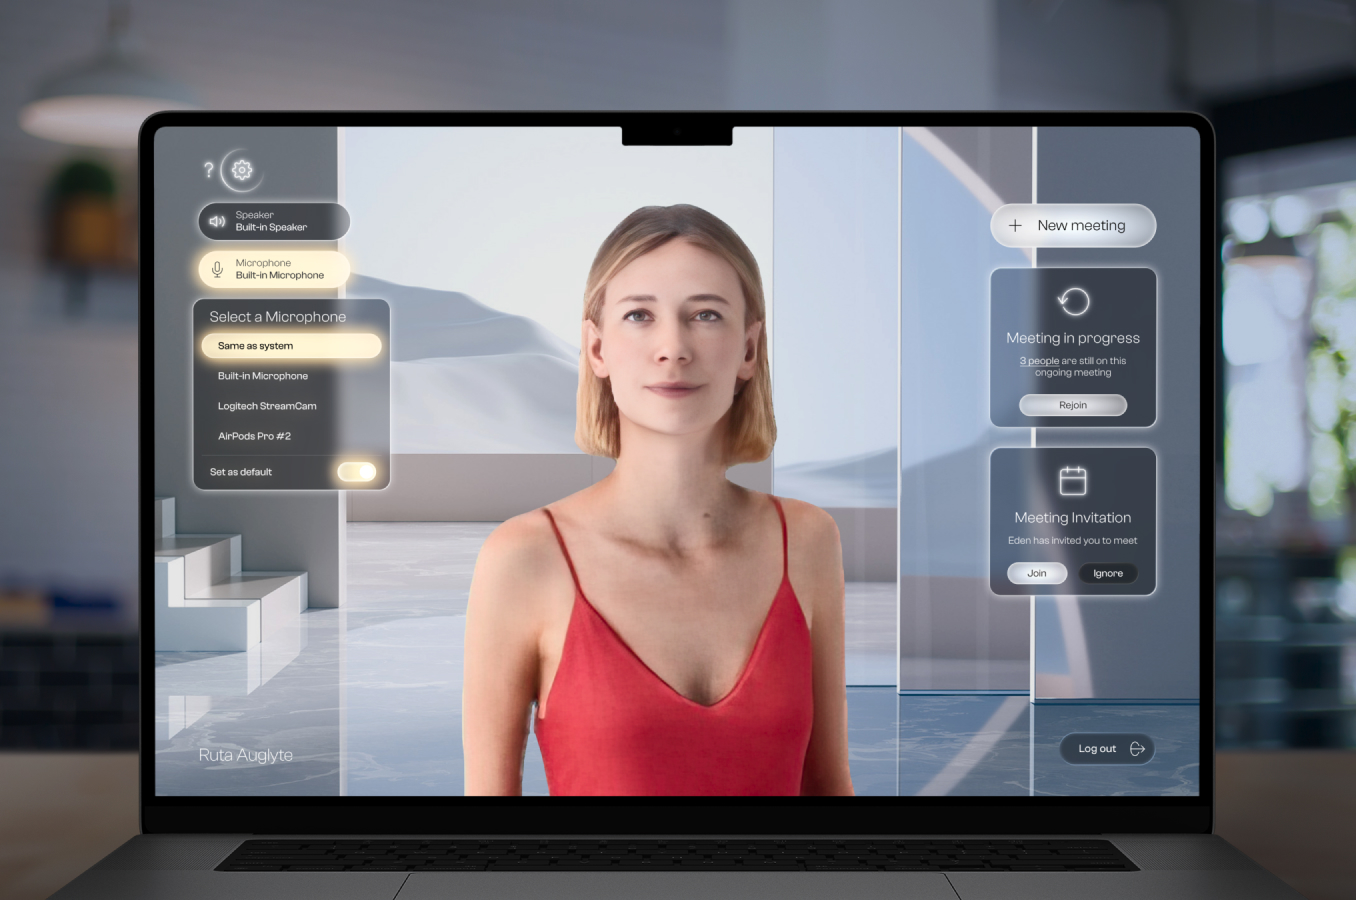 ?
Speaker
Built-in Speaker
Microphone
Built-in Microphone
Select a Microphone
Same as system
Built-in Microphone
Logitech StreamCam
AirPods Pro #2
Set as default
Ruta Auglyte
+ New meeting
Meeting in progress
3 people are still on this
ongoing meeting
Rejoin
Meeting Invitation
Eden has invited you to meet
Join
Ignore
Log out